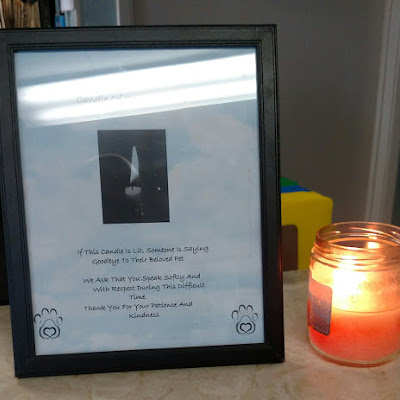 Candle
If This Candle Is Lit, Someone Is Saying
Goodbye To Their Beloved Pet
We Ask That You Speak Softly And
With Respect During This Difficult
Time.
Thank You For Your Patience And
Kindness